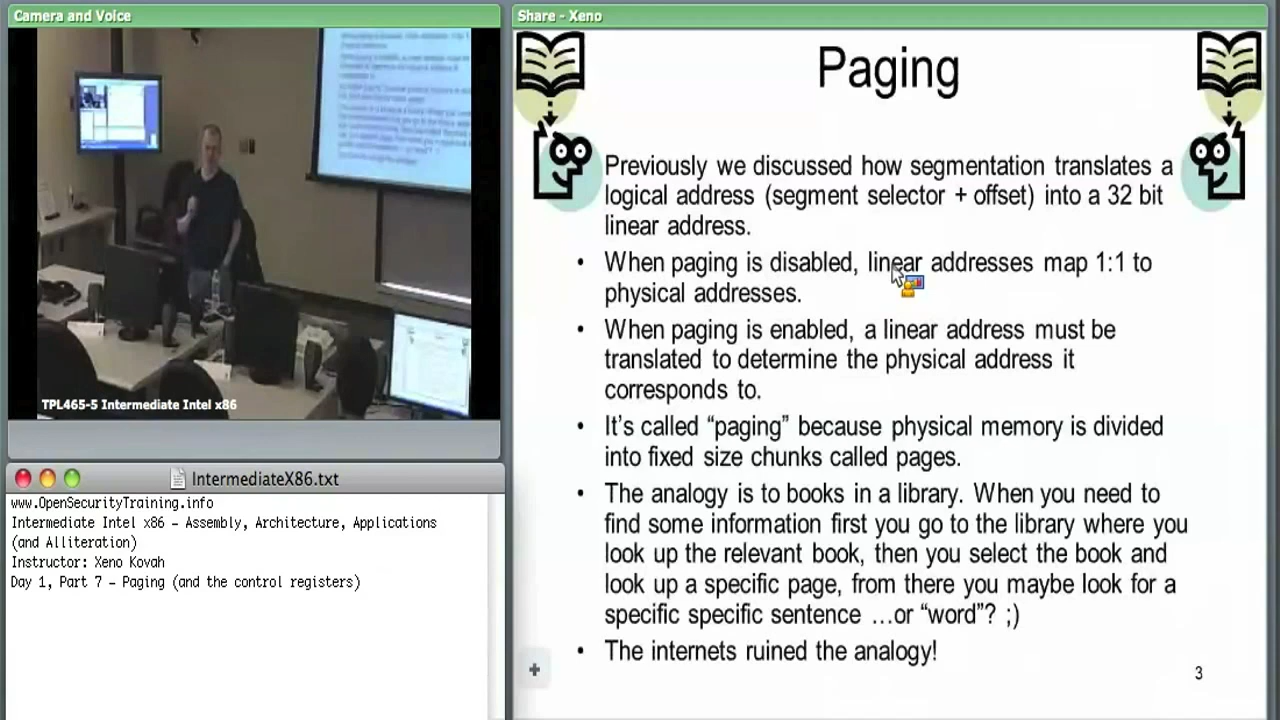 Camera and Voice
TPL465-5 Intermediate Intel x86
IntermediateX86.txt
www.OpenSecurityTraining.info
Intermediate Intel x86 – Assembly, Architecture, Applications
(and Alliteration)
Instructor: Xeno Kovah
Day 1, Part 7 – Paging (and the control registers)
Share - Xeno
Paging
Previously we discussed how segmentation translates a
logical address (segment selector + offset) into a 32 bit
linear address.
• When paging is disabled, linear addresses map 1:1 to
physical addresses.
• When paging is enabled, a linear address must be
translated to determine the physical address it
corresponds to.
• It's called “paging” because physical memory is divided
into fixed size chunks called pages.
• The analogy is to books in a library. When you need to
find some information first you go to the library where you
look up the relevant book, then you select the book and
look up a specific page, from there you maybe look for a
specific specific sentence …or “word”? ;)
• The internets ruined the analogy!
3